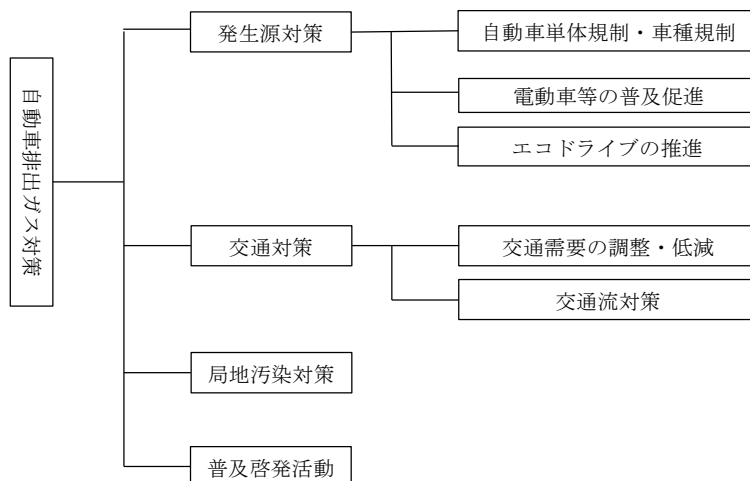 自動車排出ガス対策
発生源対策
自動車単体規制・車種規制
電動車等の普及促進
エコドライブの推進
交通対策
交通需要の調整・低減
交通流対策
局地汚染対策
普及啓発活動